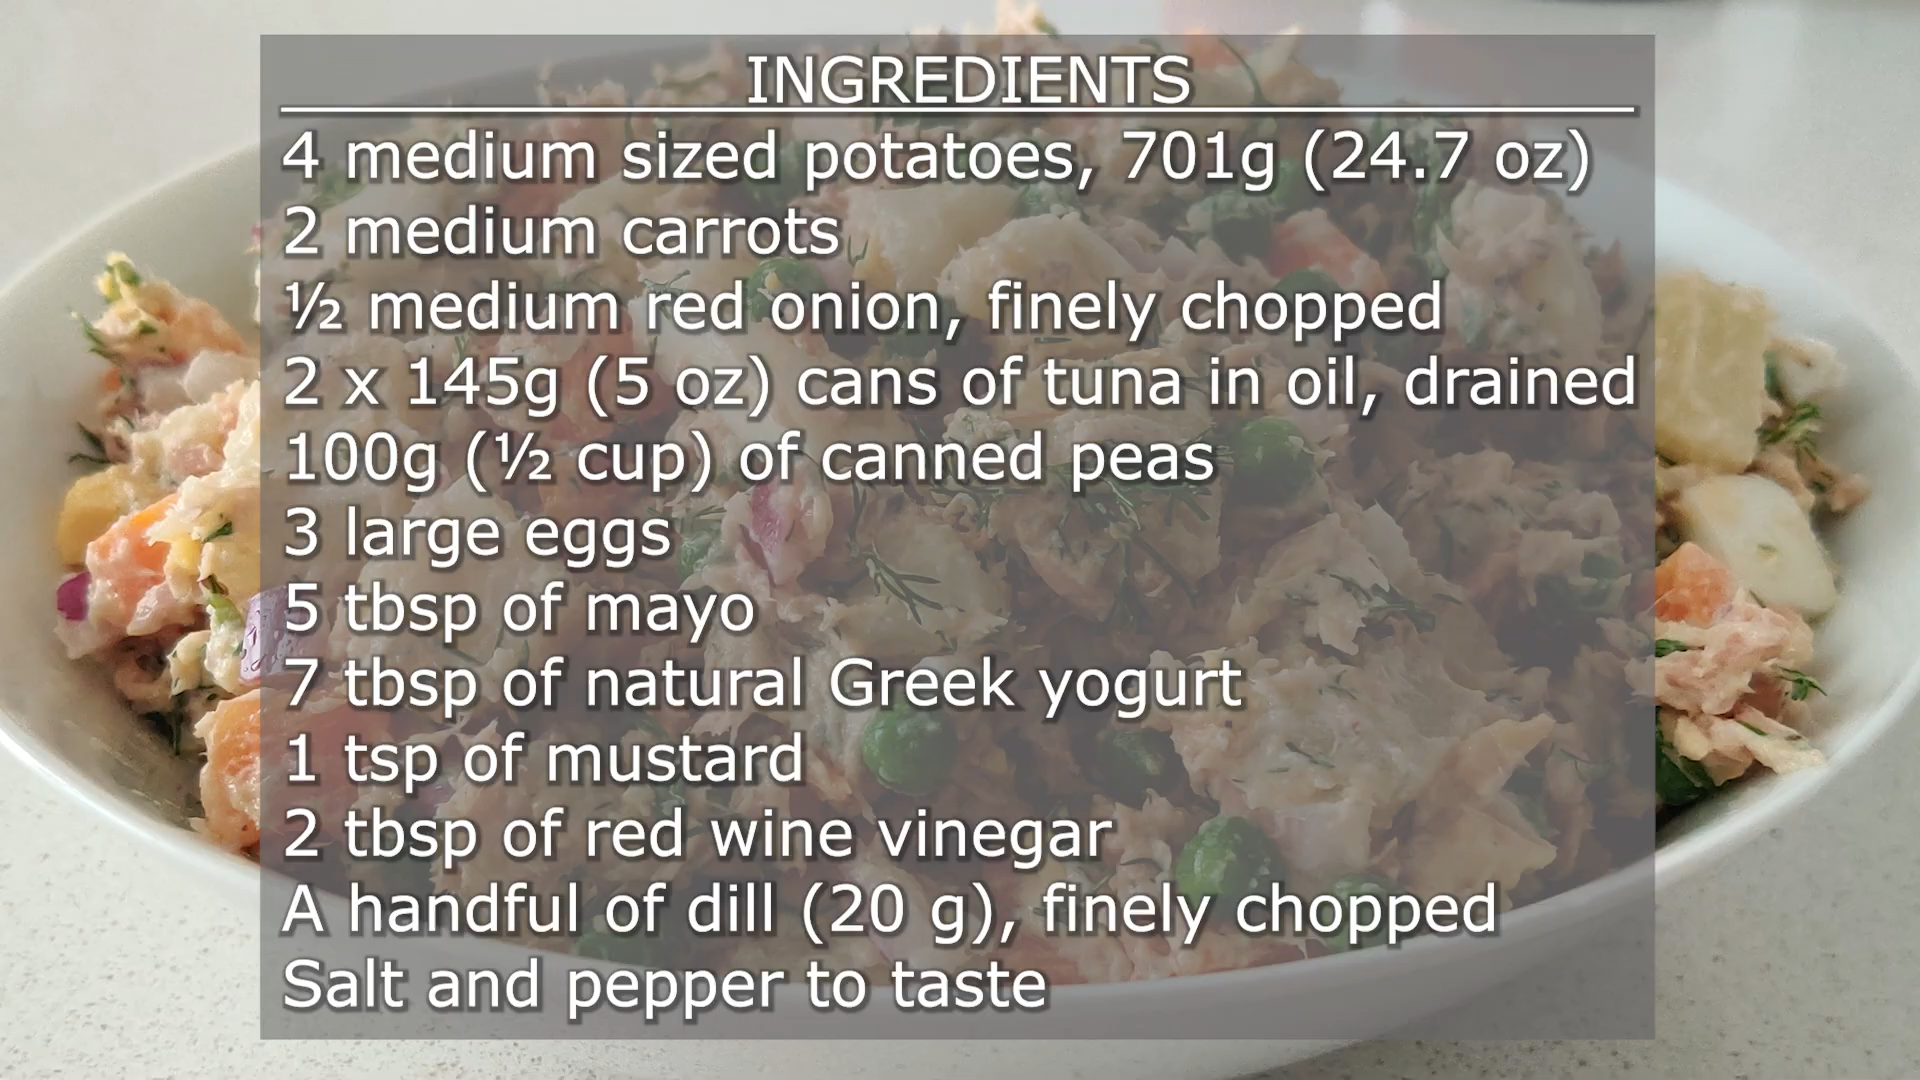 INGREDIENTS
4 medium sized potatoes, 701g (24.7 oz)
2 medium carrots
½ medium red onion, finely chopped
2 x 145g (5 oz) cans of tuna in oil, drained
100g (½ cup) of canned peas
3 large eggs
5 tbsp of mayo
7 tbsp of natural Greek yogurt
1 tsp of mustard
2 tbsp of red wine vinegar
A handful of dill (20 g), finely chopped
Salt and pepper to taste